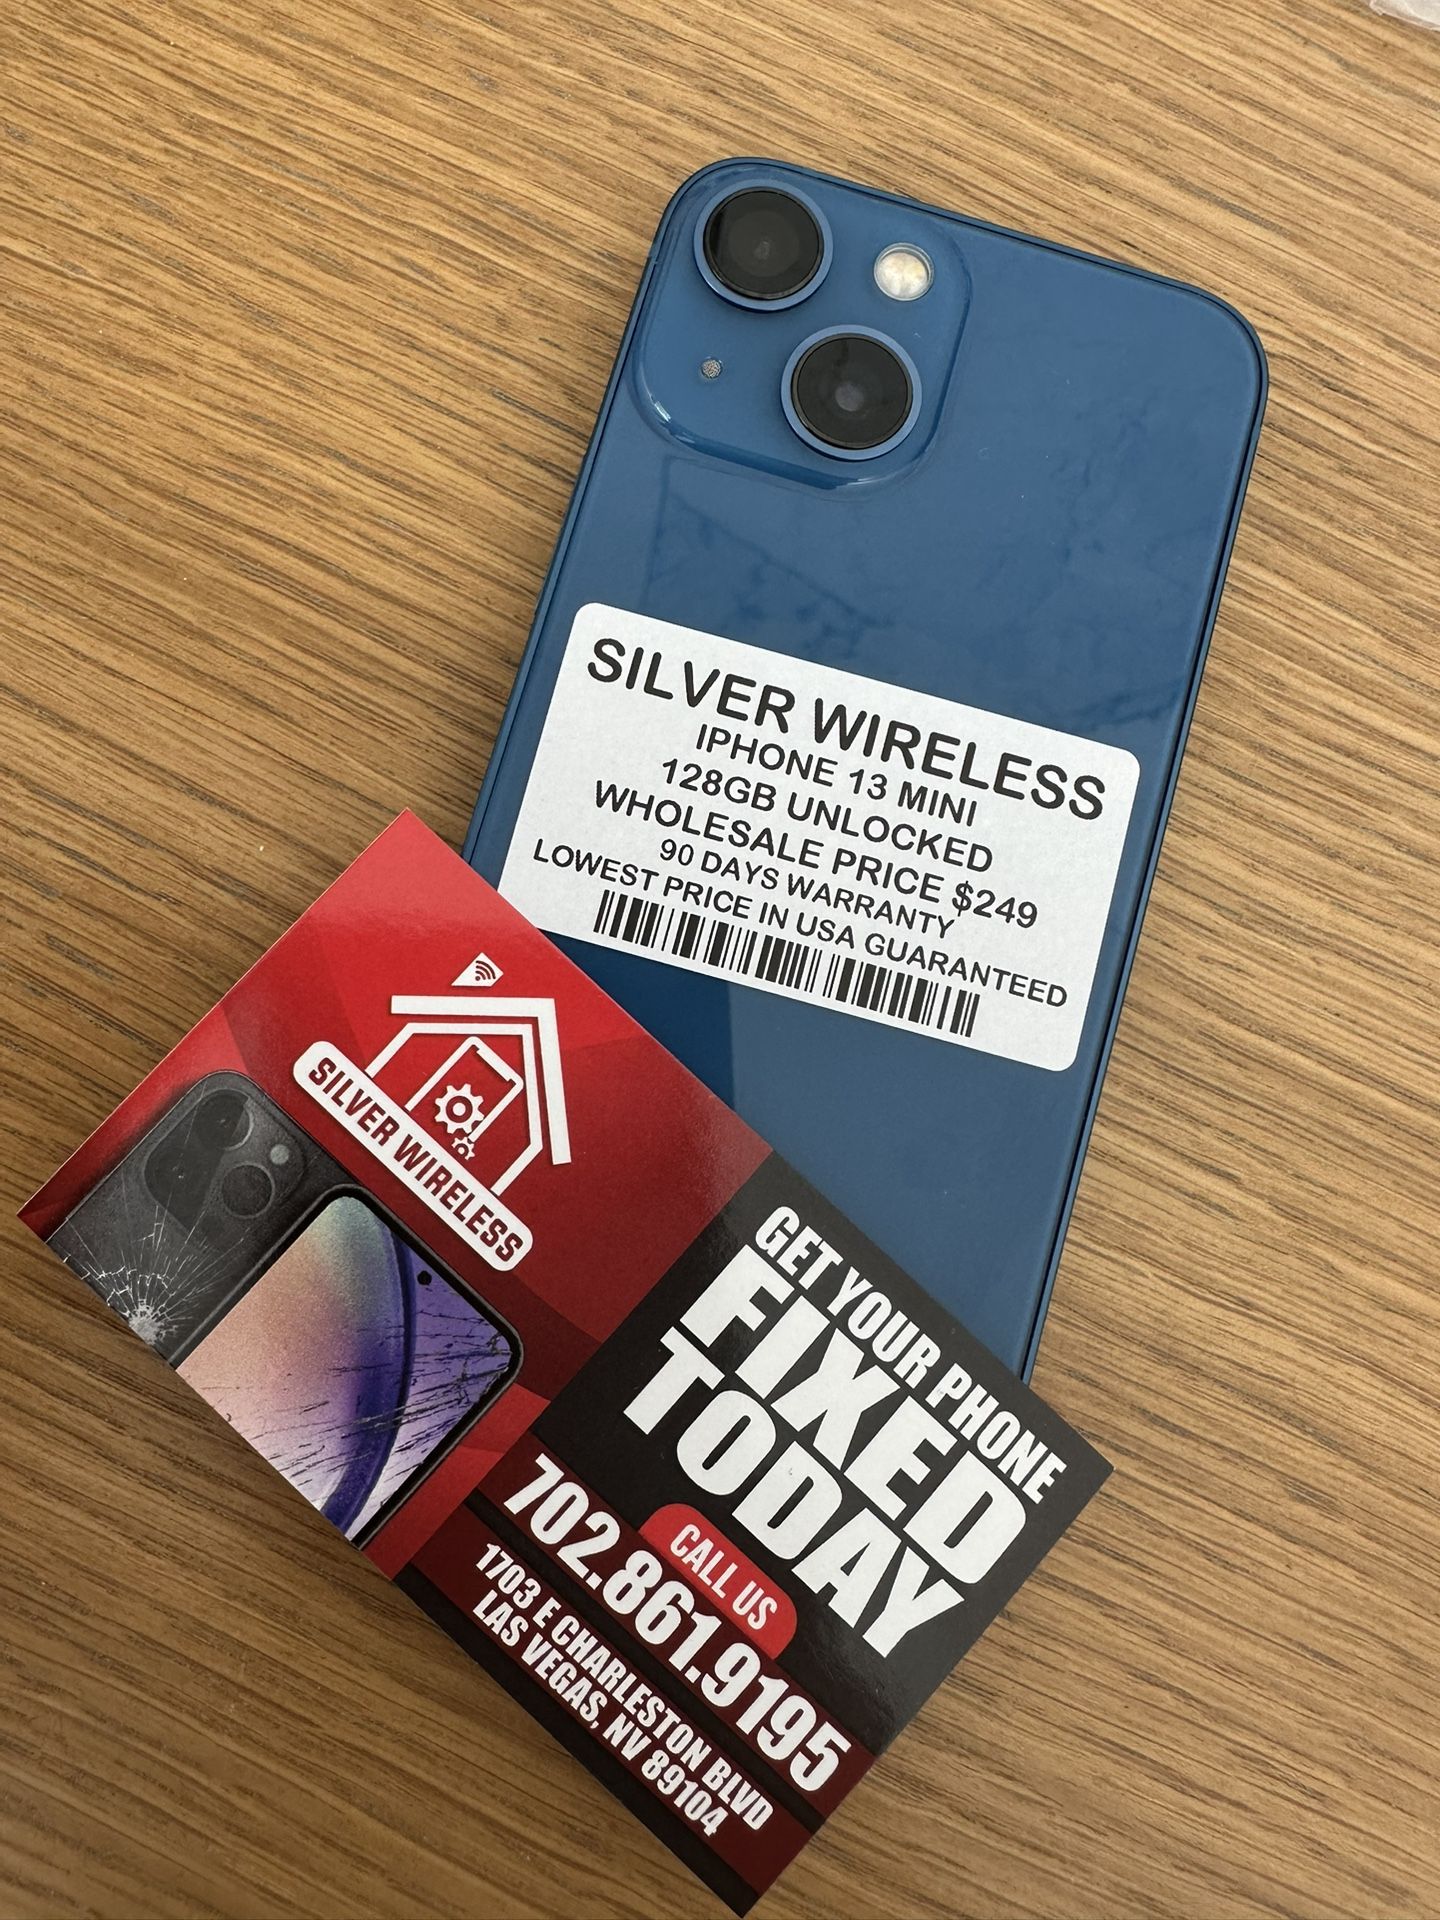 SILVER WIRELESS
IPHONE 13 MINI
128GB UNLOCKED
WHOLESALE PRICE $249
90 DAYS WARRANTY
LOWEST PRICE IN USA GUARANTEED
SILVER WIRELESS
GET YOUR PHONE
FIXED
TODAY
CALL US
702.861.9195
1703 E CHARLESTON BLVD
LAS VEGAS, NV 89104